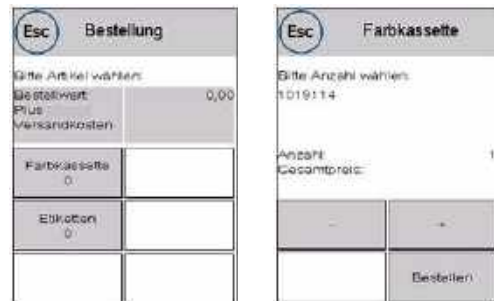 Esc Bestellung
Bitte Artikel wählen:
Bestellwert 0,00
Plus
Versandkosten
Farbkassette
0
Etiketten
0
Esc Farbkassette
Bitte Anzahl wählen:
1019114
Anzahl: 1
Gesamtpreis:
- +
Bestellen